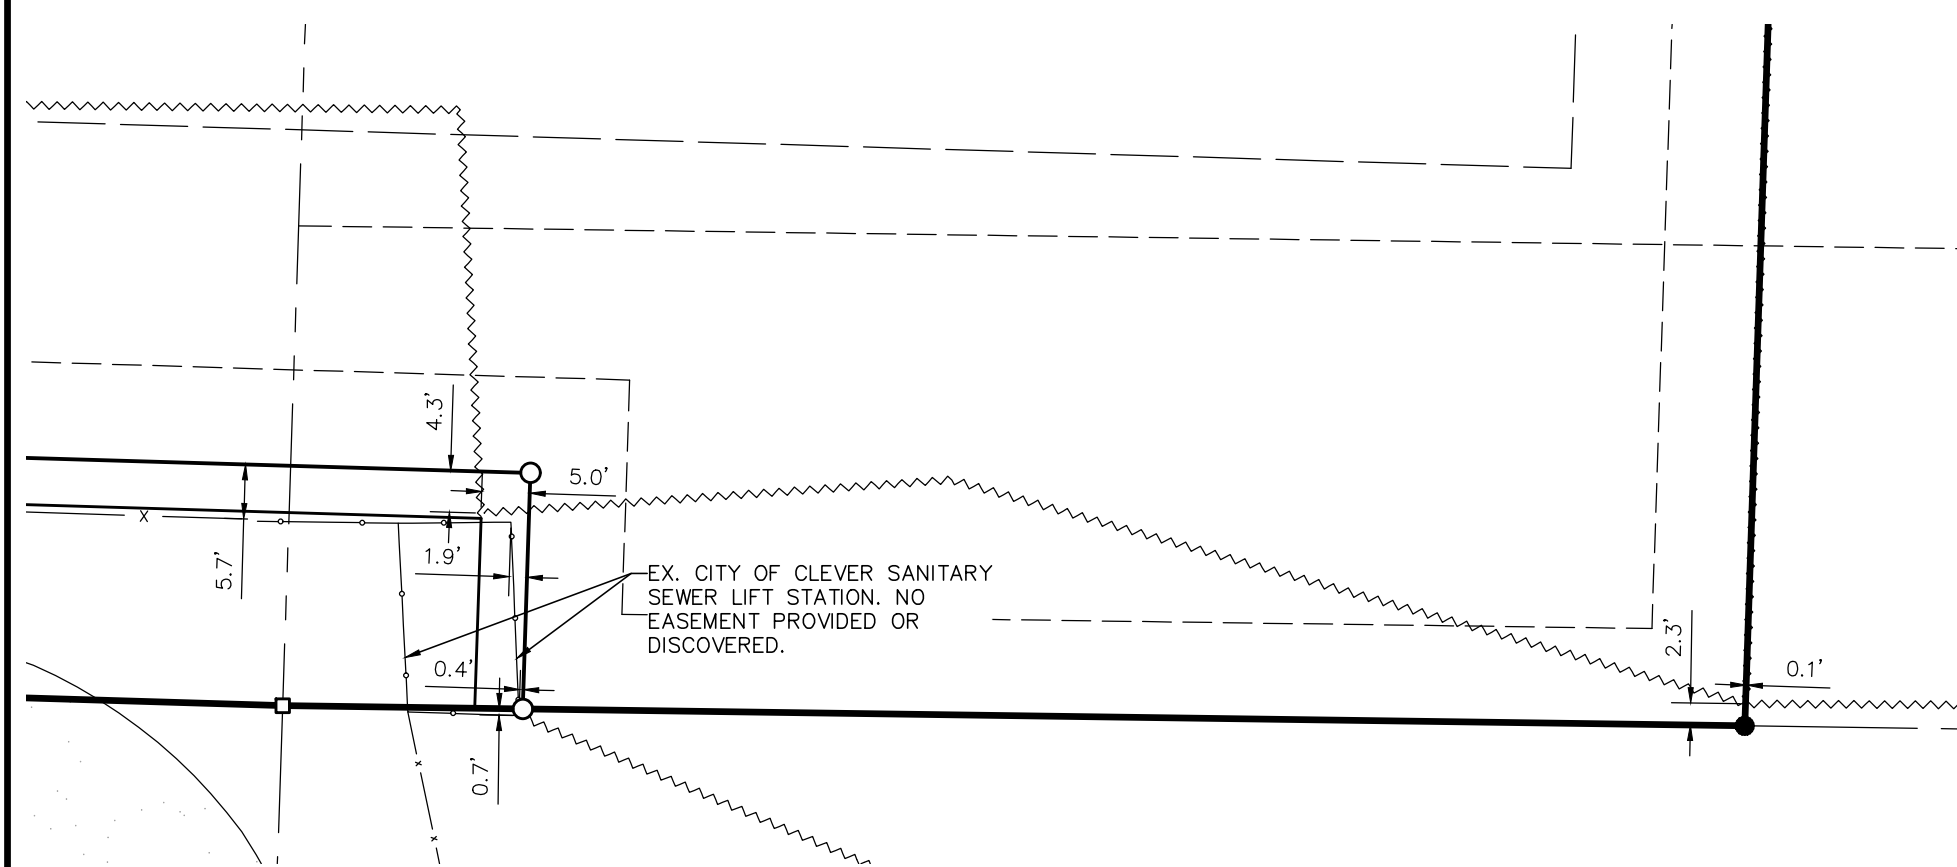 4.3'
5.0'
X
5.7'
1.9'
EX. CITY OF CLEVER SANITARY
SEWER LIFT STATION. NO
EASEMENT PROVIDED OR
DISCOVERED.
2.3'
0.4'
0.1'
0.7'
x
x